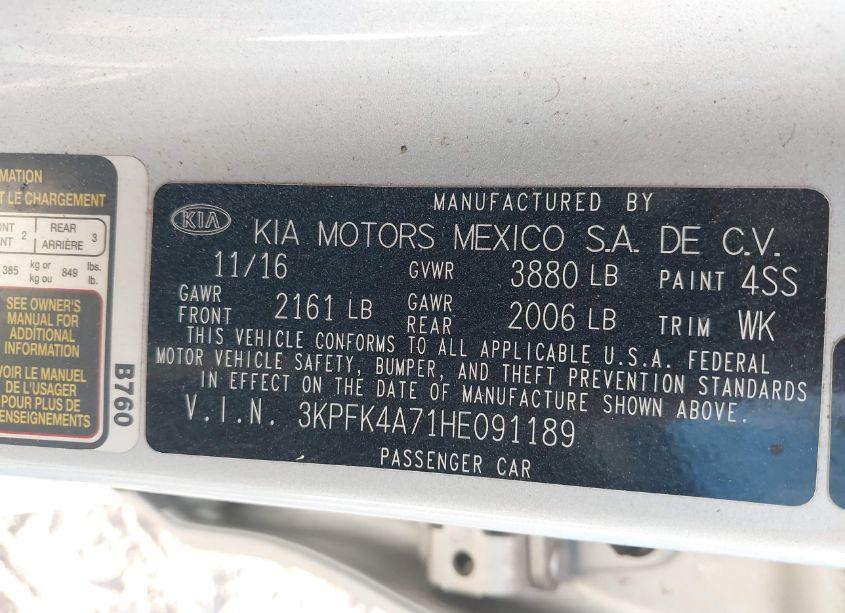 RMATION
T LE CHARGEMENT
NT 2 REAR ARRIÈRE 3
385 kg or kg ou 849 lbs. lb.
SEE OWNER'S
MANUAL FOR
ADDITIONAL
INFORMATION
VOIR LE MANUEL
DE L'USAGER
POUR PLUS DE
RENSEIGNEMENTS
B760
MANUFACTURED BY
KIA KIA MOTORS MEXICO S.A. DE C.V.
11/16 GVWR 3880 LB PAINT 4SS
GAWR FRONT 2161 LB GAWR REAR 2006 LB TRIM WK
THIS VEHICLE CONFORMS TO ALL APPLICABLE U.S.A. FEDERAL
MOTOR VEHICLE SAFETY, BUMPER, AND THEFT PREVENTION STANDARDS
IN EFFECT ON THE DATE OF MANUFACTURE SHOWN ABOVE.
V.I.N. 3KPFK4A71HE091189
PASSENGER CAR